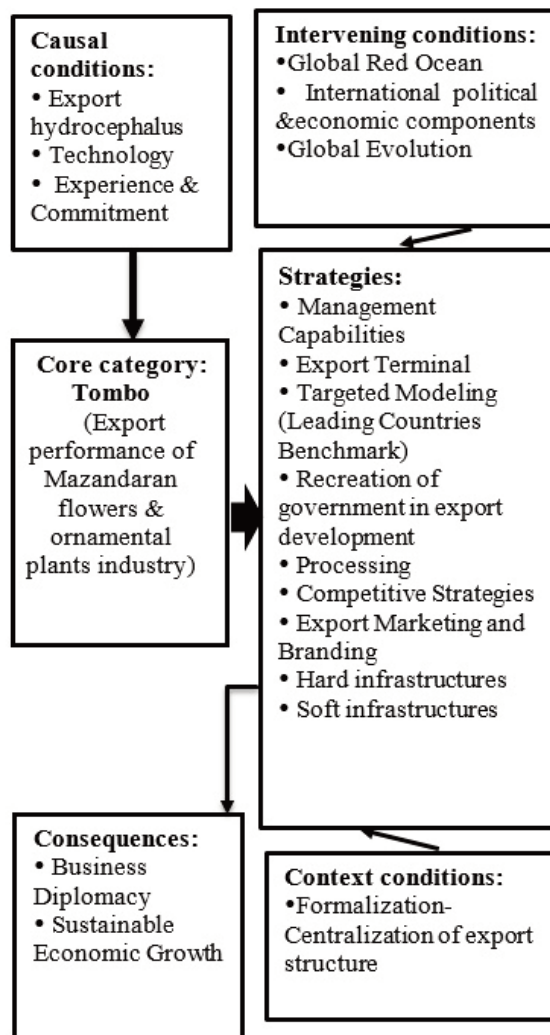 Causal
conditions:
• Export
hydrocephalus
• Technology
• Experience &
Commitment
Intervening conditions:
•Global Red Ocean
• International political
&economic components
•Global Evolution
Core category:
Tombo
(Export
performance of
Mazandaran
flowers &
ornamental
plants industry)
Strategies:
• Management
Capabilities
• Export Terminal
• Targeted Modeling
(Leading Countries
Benchmark)
• Recreation of
government in export
development
• Processing
• Competitive Strategies
• Export Marketing and
Branding
• Hard infrastructures
• Soft infrastructures
Consequences:
• Business
Diplomacy
• Sustainable
Economic Growth
Context conditions:
•Formalization-
Centralization of export
structure